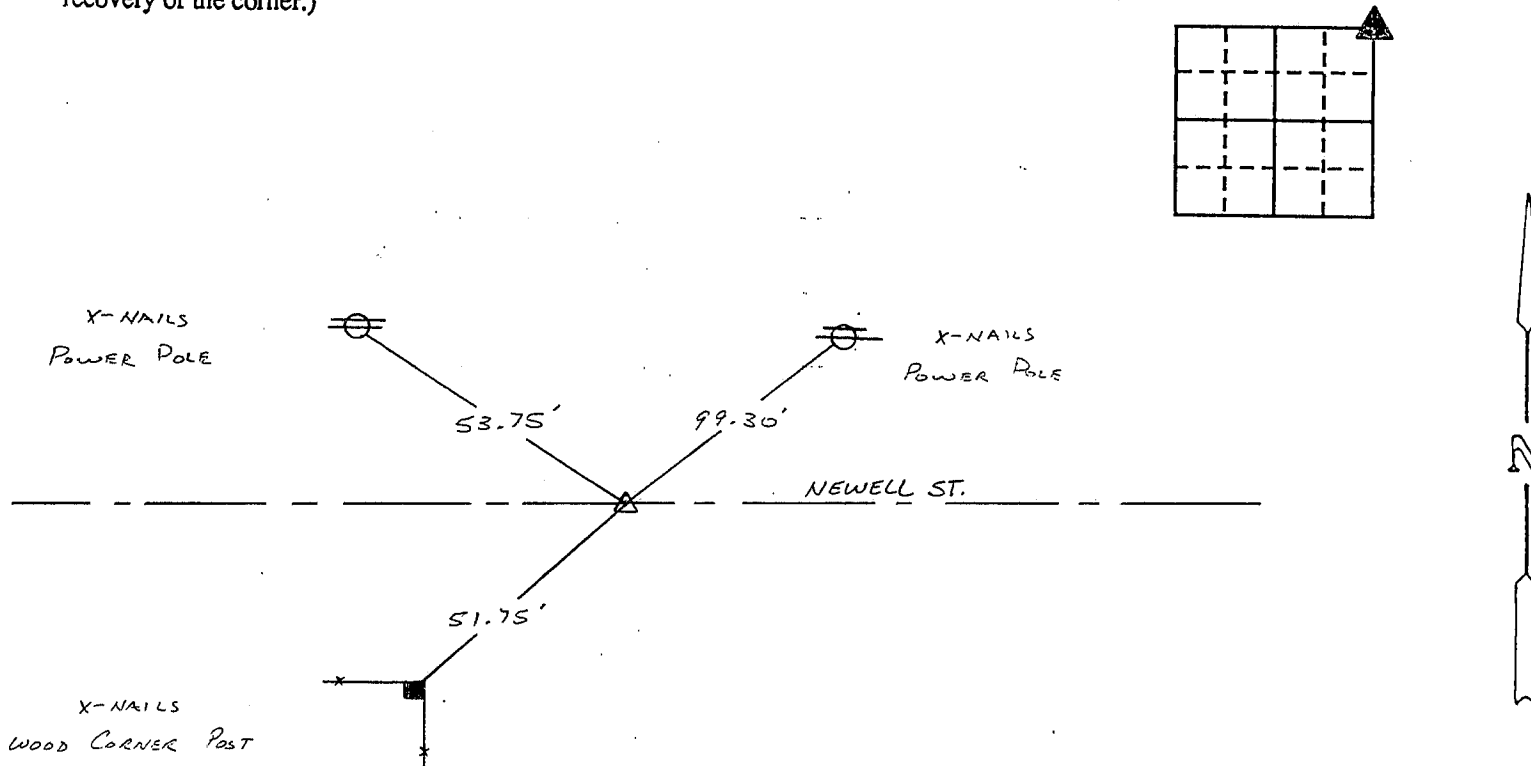 recovery of the corner.)
X-NAILS
POWER POLE
X-NAILS
POWER POLE
53.75'
99.30'
NEWELL ST.
51.75'
X-NAILS
WOOD CORNER POST
N